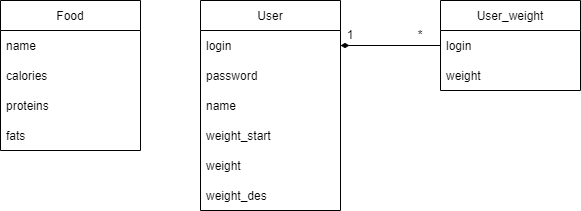 Food
name
calories
proteins
fats
User
login
password
name
weight_start
weight
weight_des
1
*
User_weight
login
weight